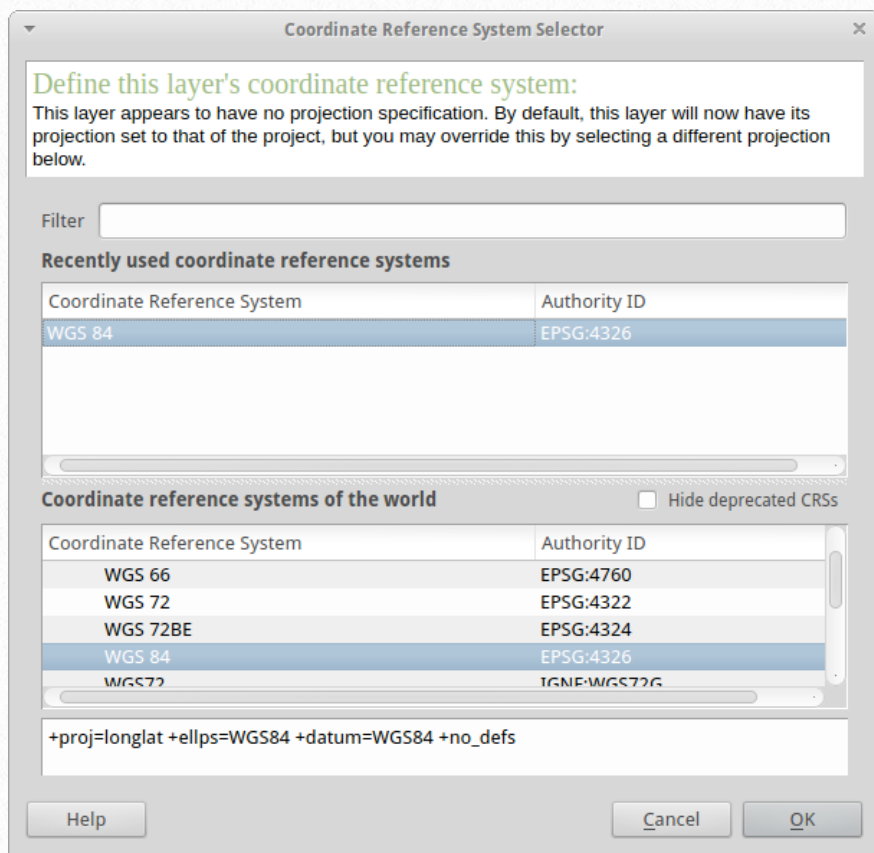 Coordinate Reference System Selector
Define this layer's coordinate reference system:
This layer appears to have no projection specification. By default, this layer will now have its
projection set to that of the project, but you may override this by selecting a different projection
below.
Filter
Recently used coordinate reference systems
Coordinate Reference System Authority ID
WGS 84 EPSG:4326
Coordinate reference systems of the world Hide deprecated CRSs
Coordinate Reference System Authority ID
WGS 66 EPSG:4760
WGS 72 EPSG:4322
WGS 72BE EPSG:4324
WGS 84 EPSG:4326
WGS72 IGNF:WGS72G
+proj=longlat +ellps=WGS84 +datum=WGS84 +no_defs
Help Cancel OK